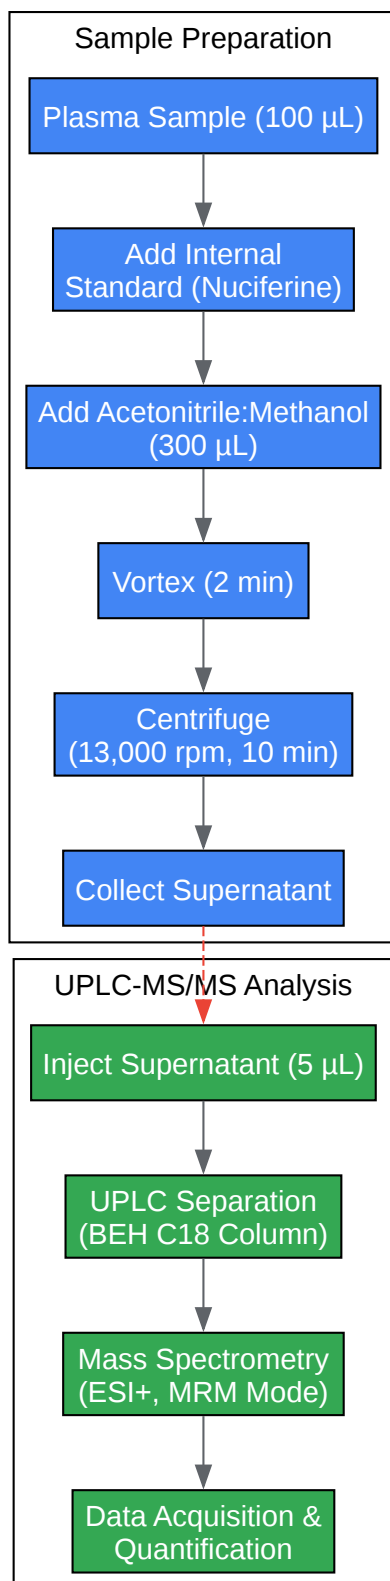 Sample Preparation
Plasma Sample (100 µL)
Add Internal
Standard (Nuciferine)
Add Acetonitrile:Methanol
(300 µL)
Vortex (2 min)
Centrifuge
(13,000 rpm, 10 min)
Collect Supernatant
UPLC-MS/MS Analysis
Inject Supernatant (5 µL)
UPLC Separation
(BEH C18 Column)
Mass Spectrometry
(ESI+, MRM Mode)
Data Acquisition &
Quantification